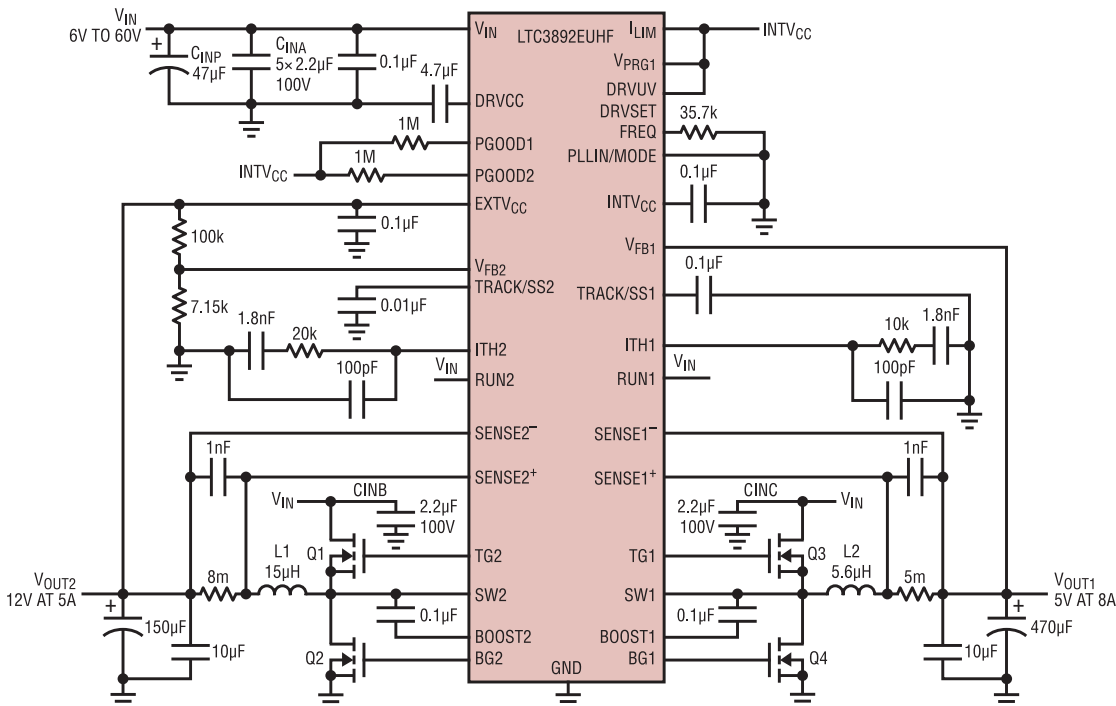 VIN
6V TO 60V
CINP
47µF
CINA
5× 2.2µF
100V
0.1µF
4.7µF
1M
1M
INTVCC
0.1µF
100k
7.15k
0.01µF
1.8nF
20k
100pF
VIN
1nF
VIN
CINB
2.2µF
100V
Q1
L1
15µH
8m
VOUT2
12V AT 5A
+
+
150µF
10µF
0.1µF
Q2
LTC3892EUHF
VIN
DRVCC
PGOOD1
PGOOD2
EXTVCC
VFB2
TRACK/SS2
ITH2
RUN2
SENSE2–
SENSE2+
TG2
SW2
BOOST2
BG2
GND
ILIM
VPRG1
DRVUV
DRVSET
FREQ
PLLIN/MODE
INTVCC
VFB1
TRACK/SS1
ITH1
RUN1
SENSE1–
SENSE1+
TG1
SW1
BOOST1
BG1
INTVCC
35.7k
0.1µF
0.1µF
10k
1.8nF
100pF
VIN
1nF
CINC
VIN
2.2µF
100V
Q3
L2
5.6µH
5m
VOUT1
5V AT 8A
+
470µF
10µF
0.1µF
Q4